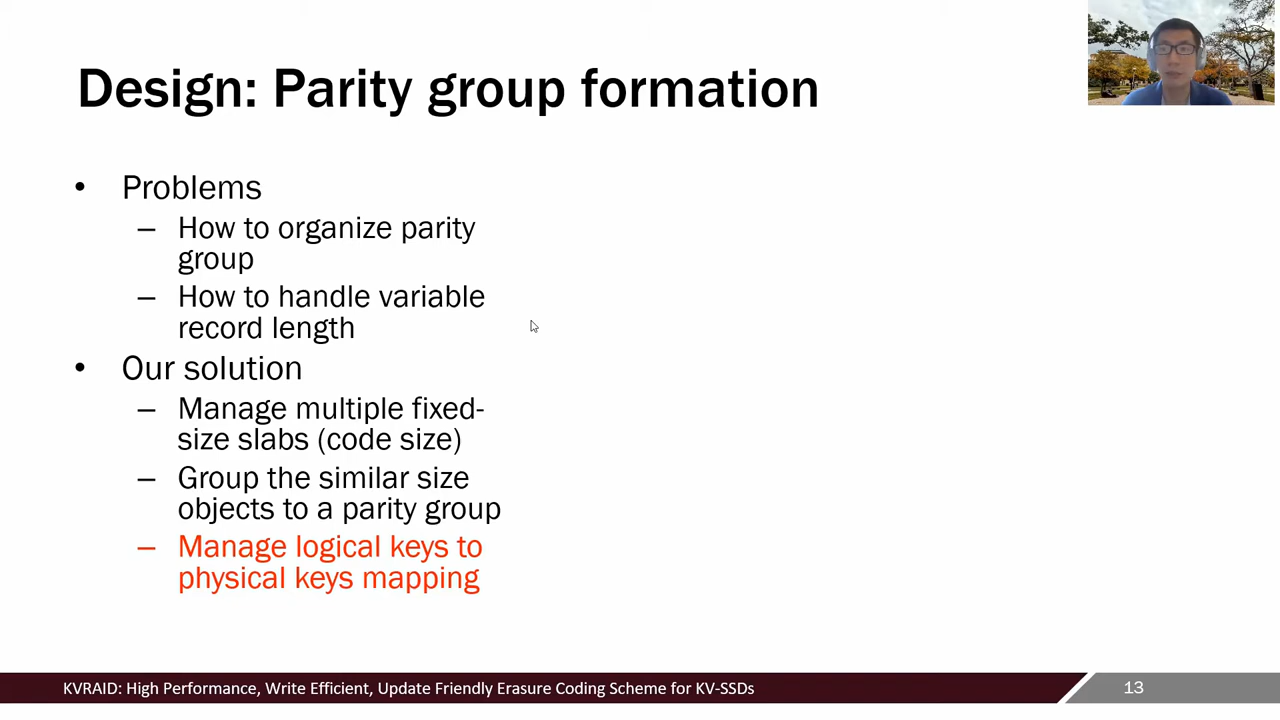 Design: Parity group formation
• Problems
– How to organize parity
group
– How to handle variable
record length
• Our solution
– Manage multiple fixed-
size slabs (code size)
– Group the similar size
objects to a parity group
– Manage logical keys to
physical keys mapping
KVRAID: High Performance, Write Efficient, Update Friendly Erasure Coding Scheme for KV-SSDs
13